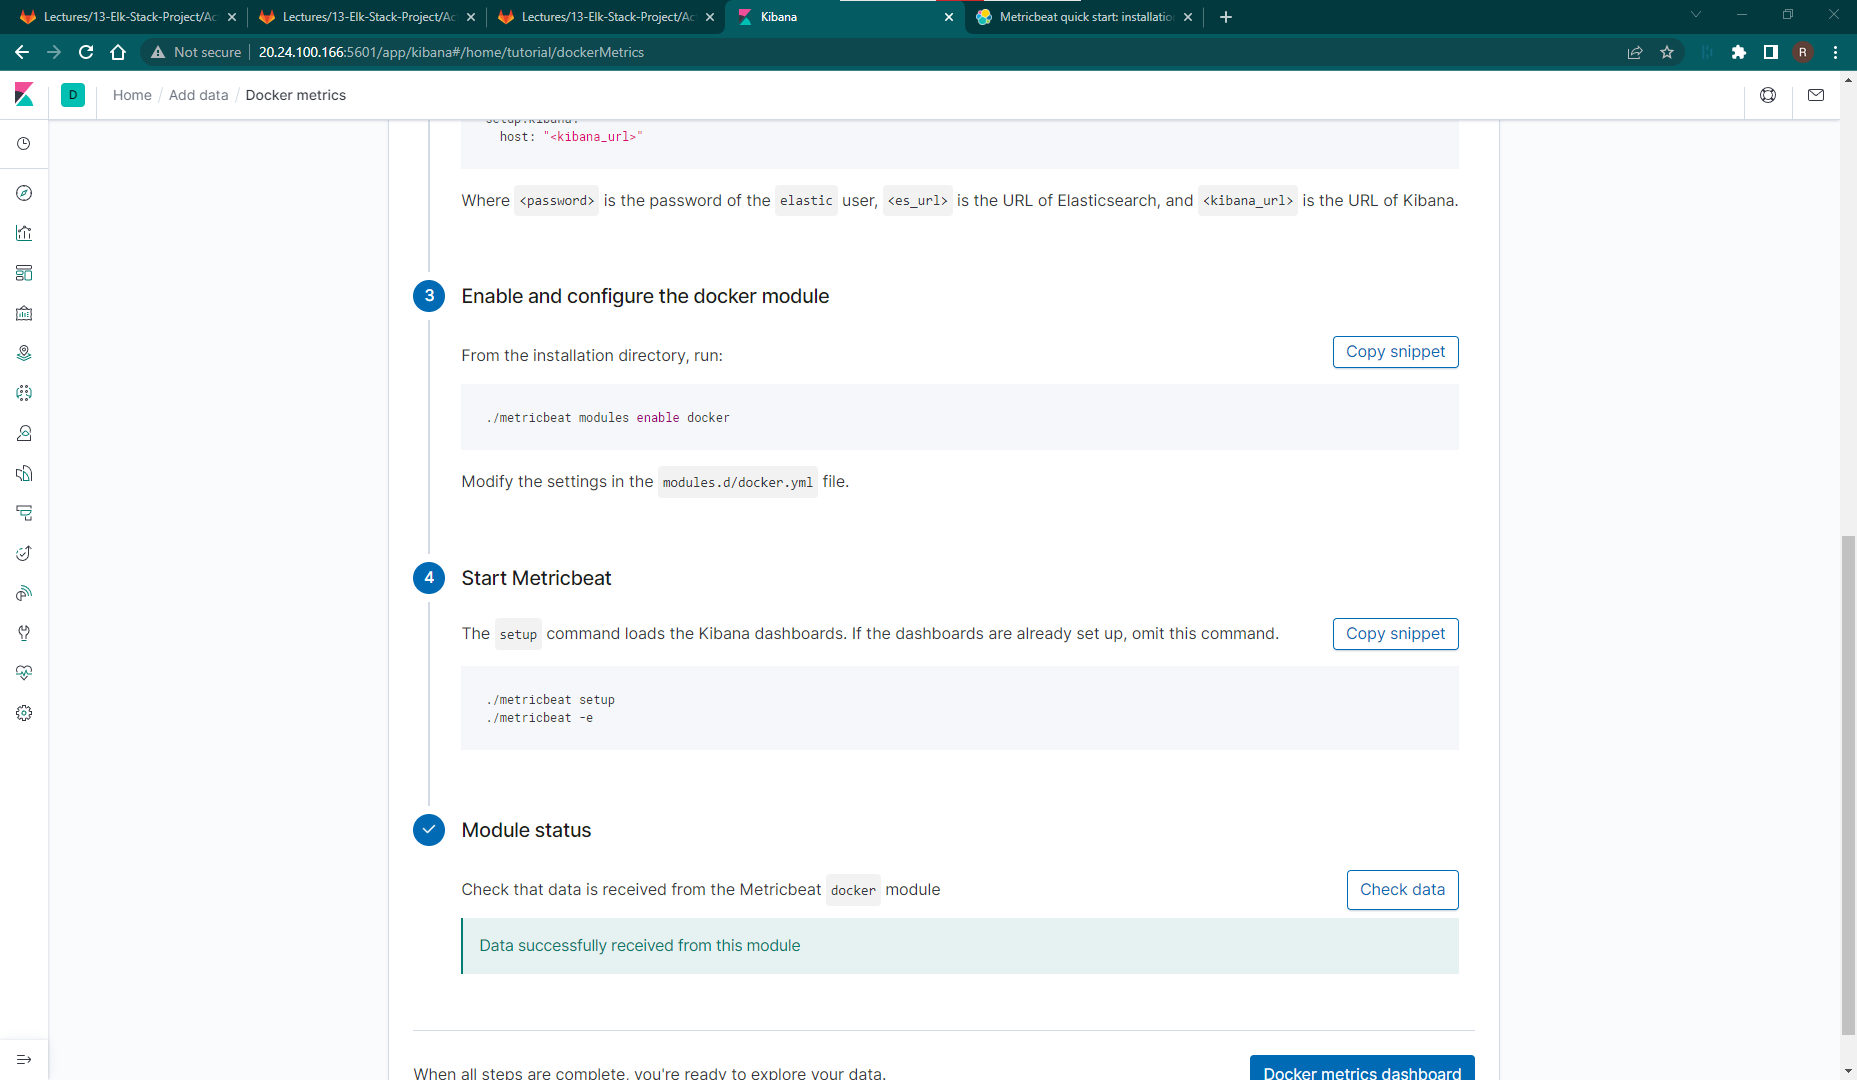 Lectures/13-Elk-Stack-Project/Ac
Lectures/13-Elk-Stack-Project/Ac
Lectures/13-Elk-Stack-Project/Ac
Kibana
Metricbeat quick start: installatio
Not secure
20.24.100.166:5601/app/kibana#/home/tutorial/dockerMetrics
R
D
Home / Add data / Docker metrics
setup.kibana:
host: "<kibana_url>"
Where <password> is the password of the elastic user, <es_url> is the URL of Elasticsearch, and <kibana_url> is the URL of Kibana.
3
Enable and configure the docker module
From the installation directory, run:
Copy snippet
./metricbeat modules enable docker
Modify the settings in the modules.d/docker.yml file.
4
Start Metricbeat
The setup command loads the Kibana dashboards. If the dashboards are already set up, omit this command.
Copy snippet
./metricbeat setup
./metricbeat -e
Module status
Check that data is received from the Metricbeat docker module
Check data
Data successfully received from this module
When all steps are complete, you're ready to explore your data.
Docker metrics dashboard